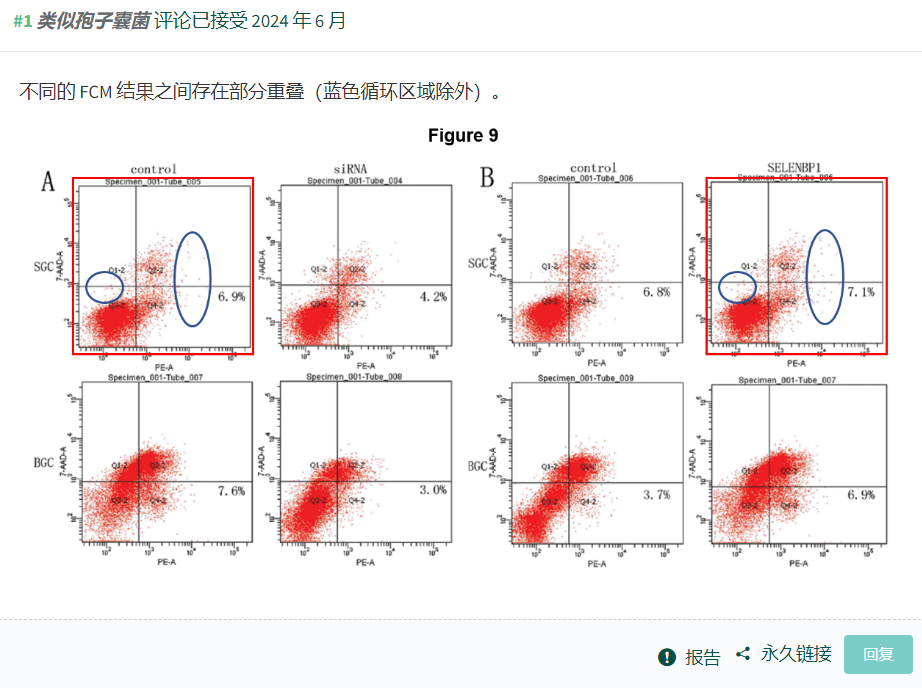 #1 类似孢子囊菌 评论已接受 2024 年 6 月
不同的 FCM 结果之间存在部分重叠（蓝色循环区域除外）。
Figure 9
A
control
siRNA
B
control
SELENBP1
Specimen_001-Tube_005
Specimen_001-Tube_004
Specimen_001-Tube_006
Specimen_001-Tube_006
SGC
7-AAD-A
Q1-2
Q2-2
Q4-2
6.9%
PE-A
7-AAD-A
Q1-2
Q2-2
Q3-2
Q4-2
4.2%
PE-A
SGC
7-AAD-A
Q1-2
Q2-2
Q3-2
Q4-2
6.8%
PE-A
7-AAD-A
Q1-2
Q2-2
Q4-2
7.1%
PE-A
Specimen_001-Tube_007
Specimen_001-Tube_008
Specimen_001-Tube_009
Specimen_001-Tube_007
BGC
7-AAD-A
Q1-2
Q2-2
Q3-2
Q4-2
7.6%
PE-A
7-AAD-A
Q1-2
Q2-2
Q3-2
Q4-2
3.0%
PE-A
BGC
7-AAD-A
Q1-2
Q2-2
Q3-2
Q4-2
3.7%
PE-A
7-AAD-A
Q1-2
Q2-2
Q3-2
Q4-2
6.9%
PE-A
报告
永久链接
回复